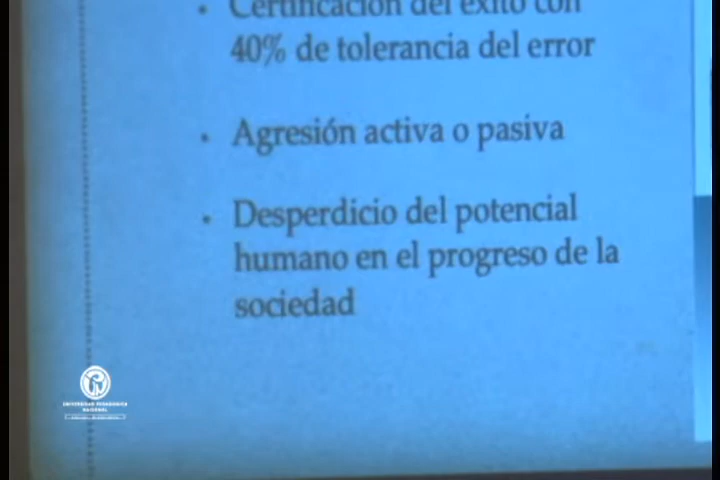 • Certificación del éxito con
40% de tolerancia del error
• Agresión activa o pasiva
• Desperdicio del potencial
humano en el progreso de la
sociedad
UNIVERSIDAD PEDAGOGICA
NACIONAL